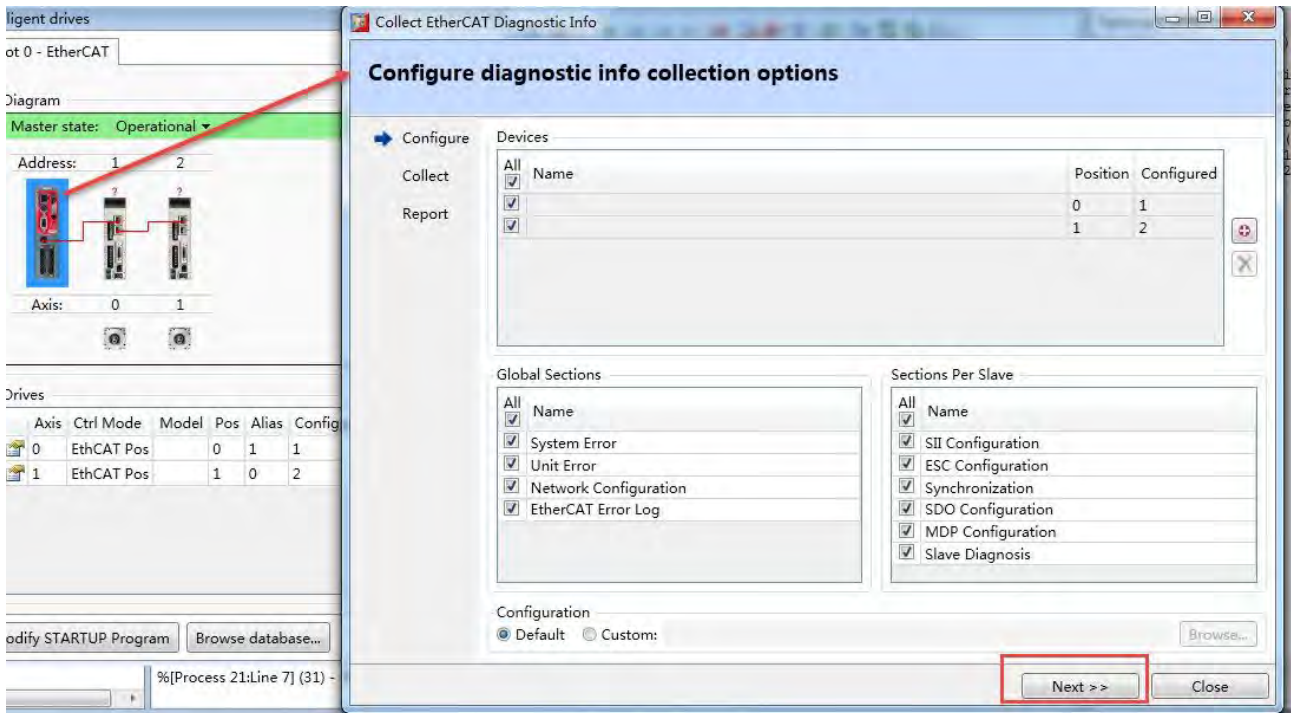 ligent drives
ot 0 - EtherCAT
Diagram
Master state: Operational
Address: 1 2
? ?
Axis: 0 1
Drives
Axis Ctrl Mode Model Pos Alias Config
0 EthCAT Pos 0 1 1
1 EthCAT Pos 1 0 2
odify STARTUP Program Browse database...
%[Process 21:Line 7] (31) -
Collect EtherCAT Diagnostic Info
Configure diagnostic info collection options
Configure
Collect
Report
Devices
All Name Position Configured
0 1
1 2
Global Sections
All Name
System Error
Unit Error
Network Configuration
EtherCAT Error Log
Sections Per Slave
All Name
SII Configuration
ESC Configuration
Synchronization
SDO Configuration
MDP Configuration
Slave Diagnosis
Configuration
Default Custom: Browse...
Next >> Close